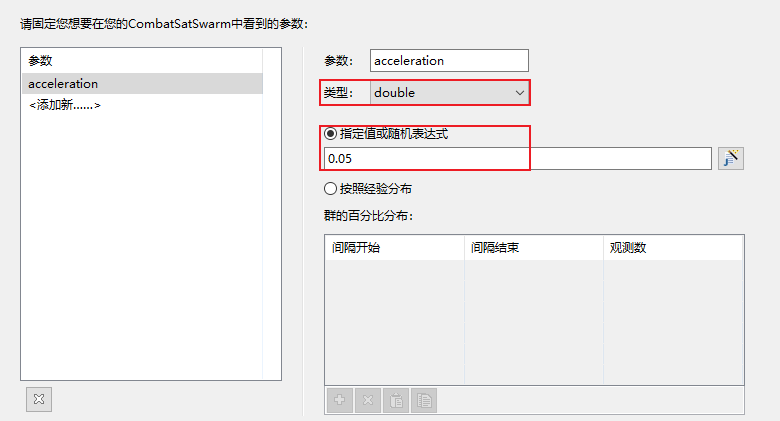 请固定您想要在您的CombatSatSwarm中看到的参数:
参数
acceleration
<添加新......>
参数: acceleration
类型: double
指定值或随机表达式
0.05
按照经验分布
群的百分比分布:
间隔开始 间隔结束 观测数